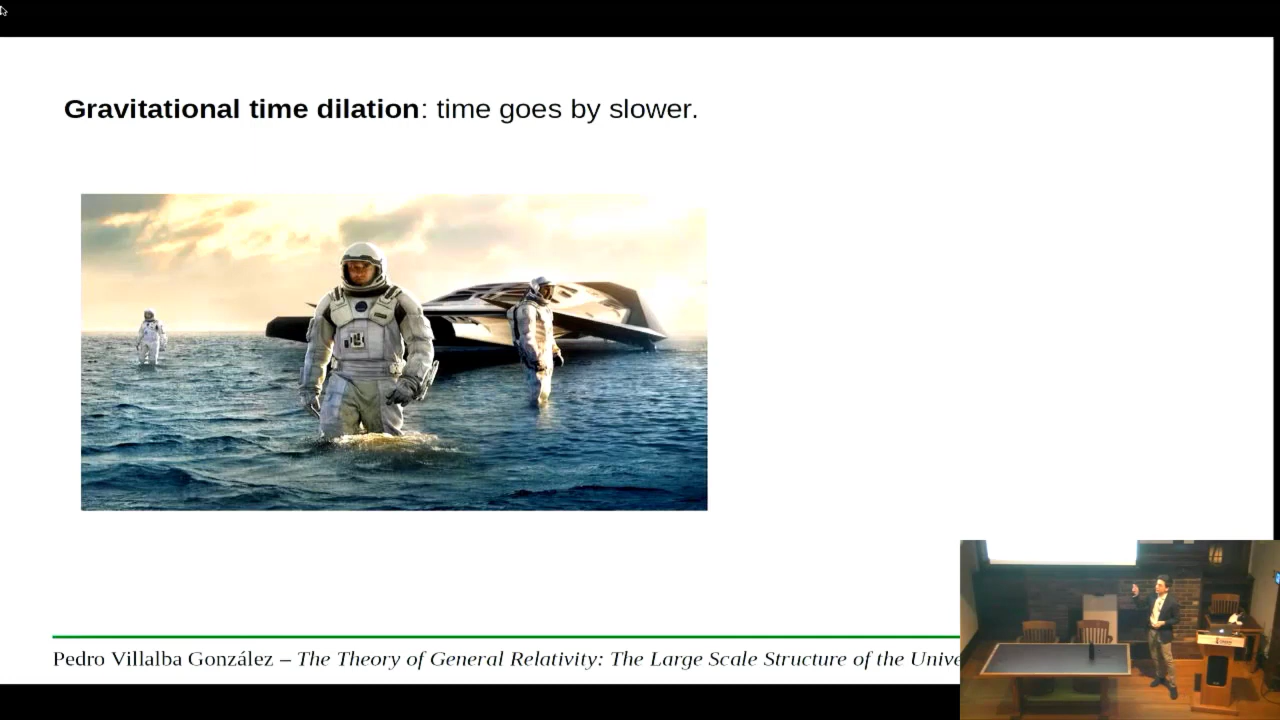 Gravitational time dilation: time goes by slower.
Pedro Villalba González – The Theory of General Relativity: The Large Scale Structure of the Unive